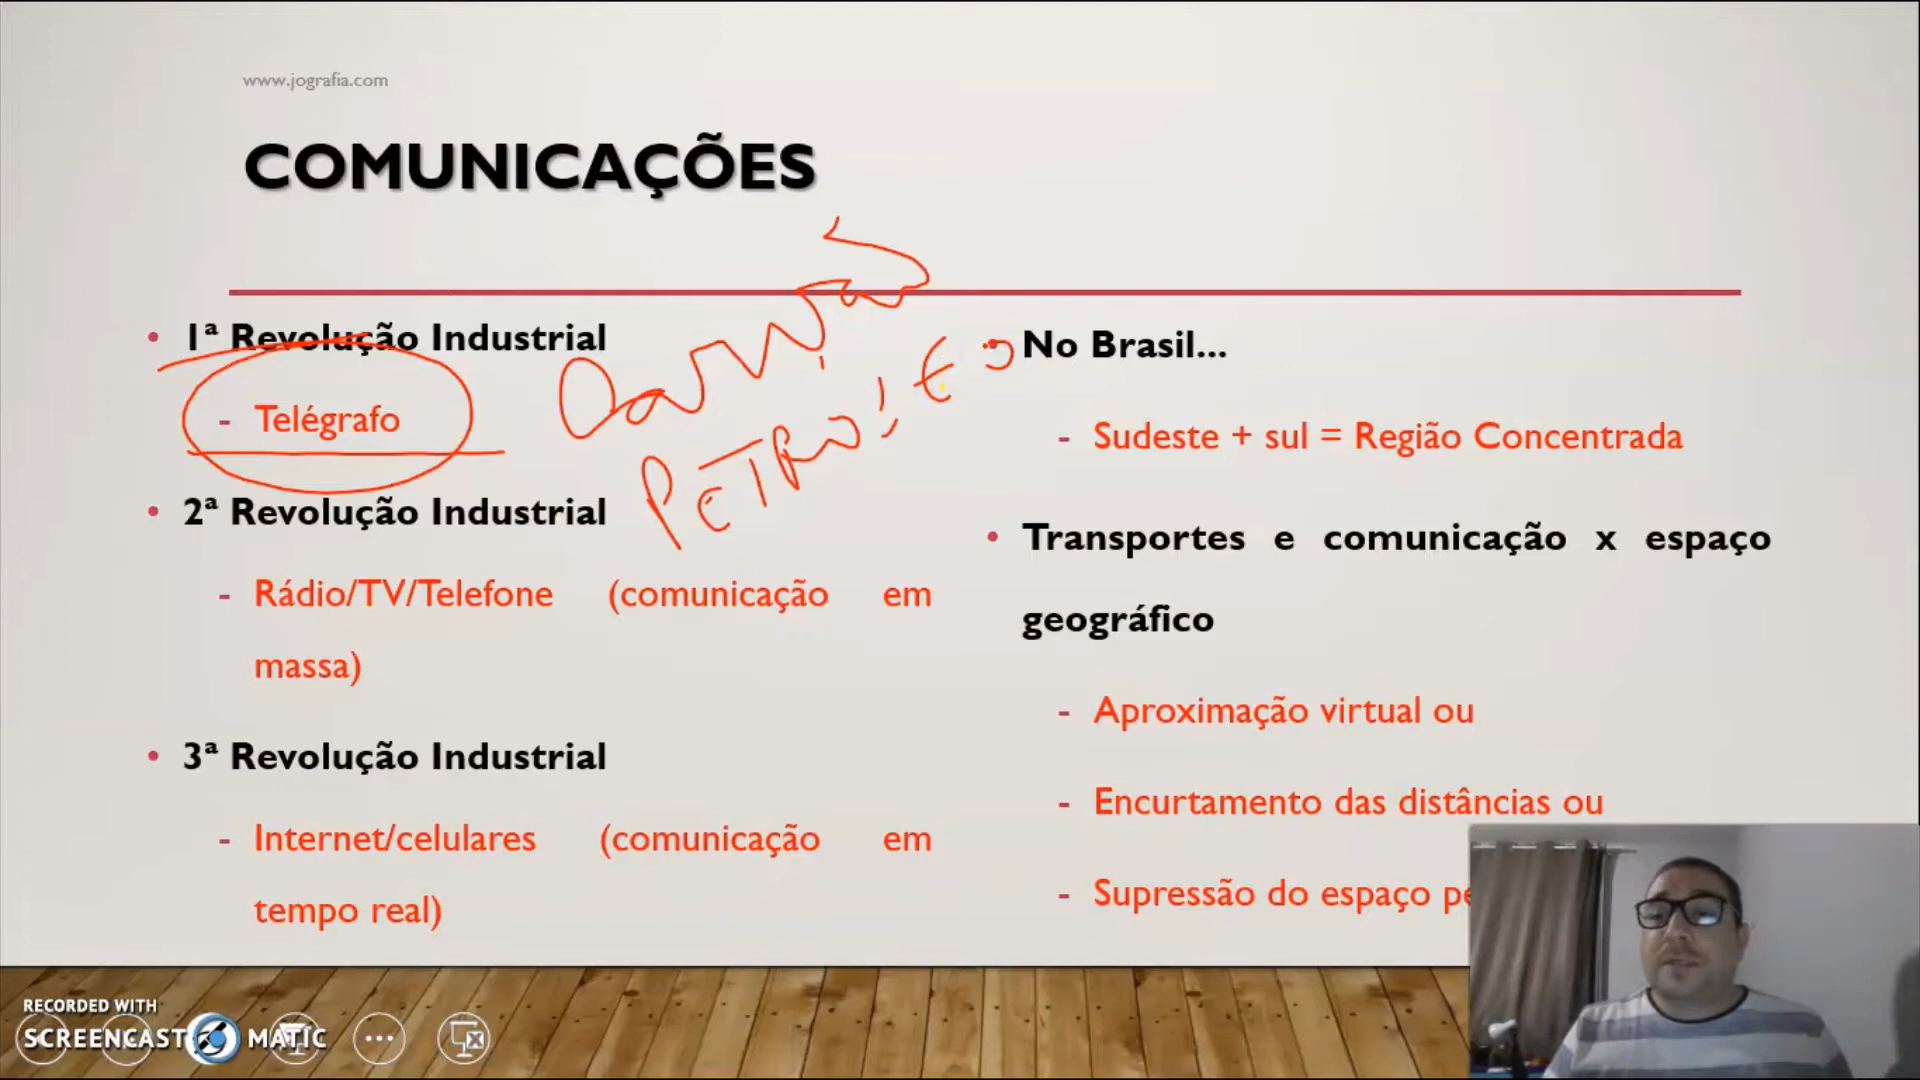 www.jografia.com
COMUNICAÇÕES
• 1ª Revolução Industrial
- Telégrafo
• 2ª Revolução Industrial
- Rádio/TV/Telefone (comunicação em
massa)
• 3ª Revolução Industrial
- Internet/celulares (comunicação em
tempo real)
• No Brasil...
- Sudeste + sul = Região Concentrada
• Transportes e comunicação x espaço
geográfico
- Aproximação virtual ou
- Encurtamento das distâncias ou
- Supressão do espaço
RECORDED WITH
SCREENCAST MATIC